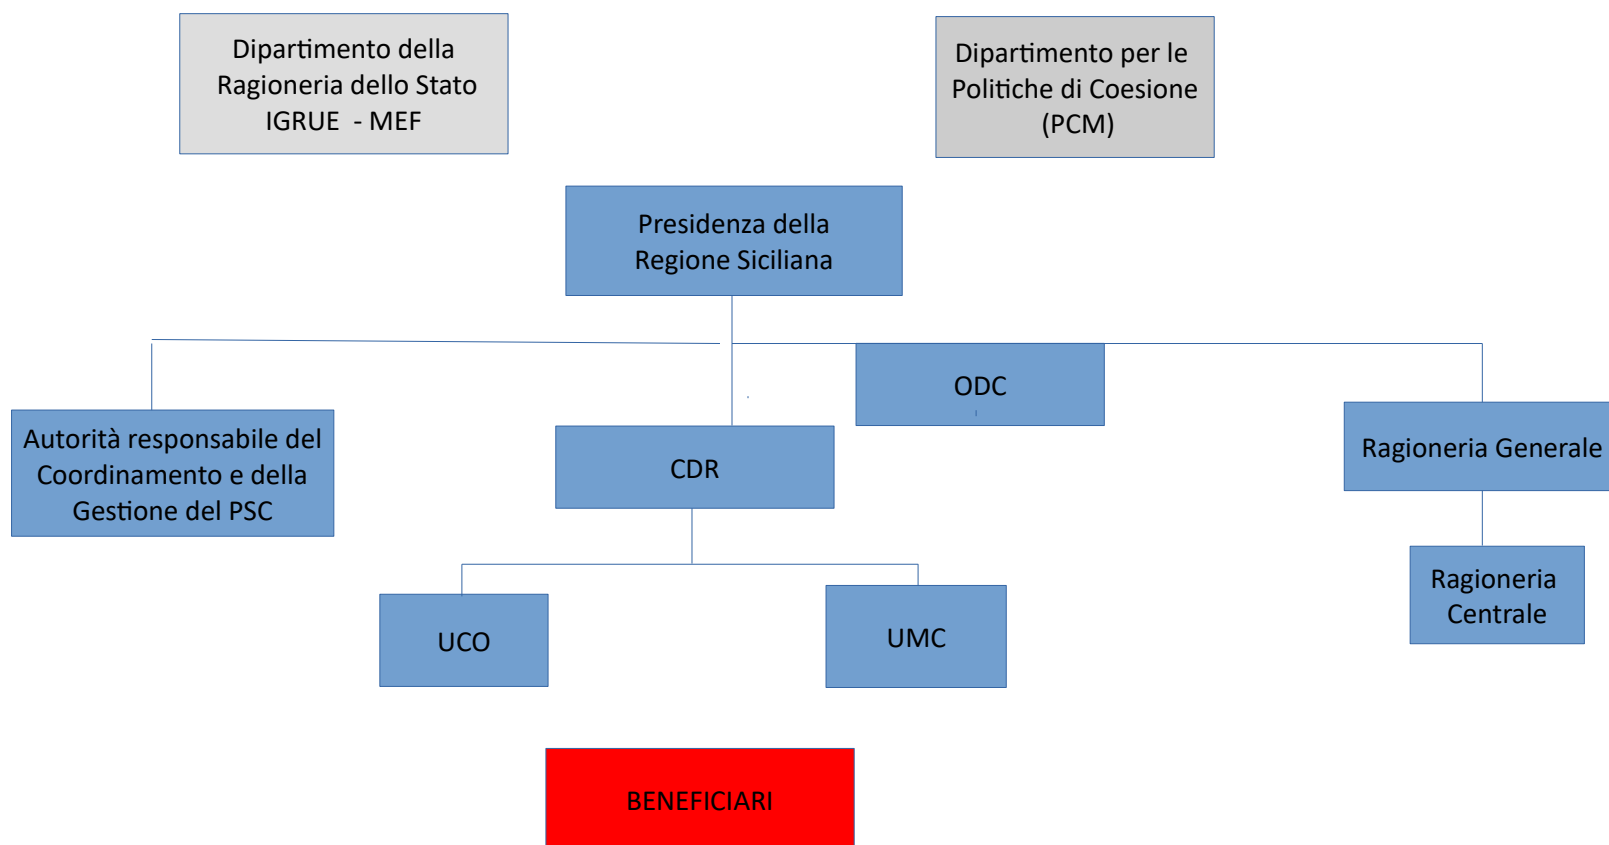 Dipartimento della
Ragioneria dello Stato
IGRUE - MEF
Dipartimento per le
Politiche di Coesione
(PCM)
Presidenza della
Regione Siciliana
ODC
Autorità responsabile del
Coordinamento e della
Gestione del PSC
CDR
Ragioneria Generale
Ragioneria
Centrale
UCO
UMC
BENEFICIARI